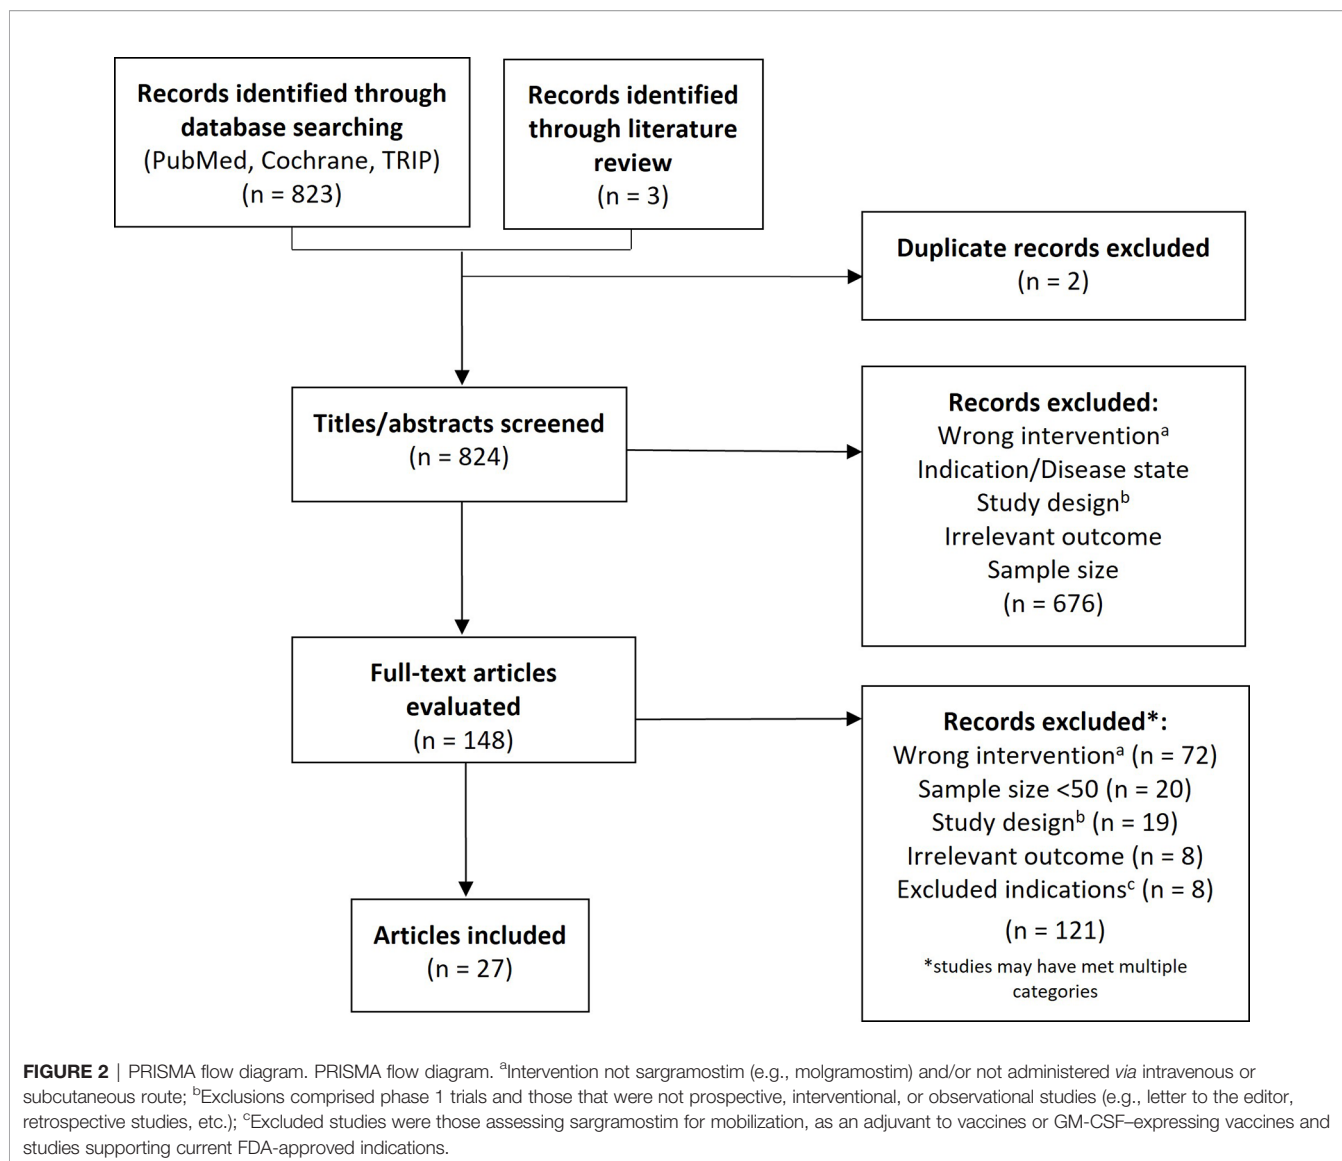 Records identified through
database searching
(PubMed, Cochrane, TRIP)
(n = 823)
Records identified
through literature
review
(n = 3)
Duplicate records excluded
(n = 2)
Titles/abstracts screened
(n = 824)
Records excluded:
Wrong interventionᵃ
Indication/Disease state
Study designᵇ
Irrelevant outcome
Sample size
(n = 676)
Full-text articles
evaluated
(n = 148)
Records excluded*:
Wrong interventionᵃ (n = 72)
Sample size <50 (n = 20)
Study designᵇ (n = 19)
Irrelevant outcome (n = 8)
Excluded indicationsᶜ (n = 8)
(n = 121)
*studies may have met multiple
categories
Articles included
(n = 27)
FIGURE 2 | PRISMA flow diagram. PRISMA flow diagram. ᵃIntervention not sargramostim (e.g., molgramostim) and/or not administered via intravenous or
subcutaneous route; ᵇExclusions comprised phase 1 trials and those that were not prospective, interventional, or observational studies (e.g., letter to the editor,
retrospective studies, etc.); ᶜExcluded studies were those assessing sargramostim for mobilization, as an adjuvant to vaccines or GM-CSF–expressing vaccines and
studies supporting current FDA-approved indications.